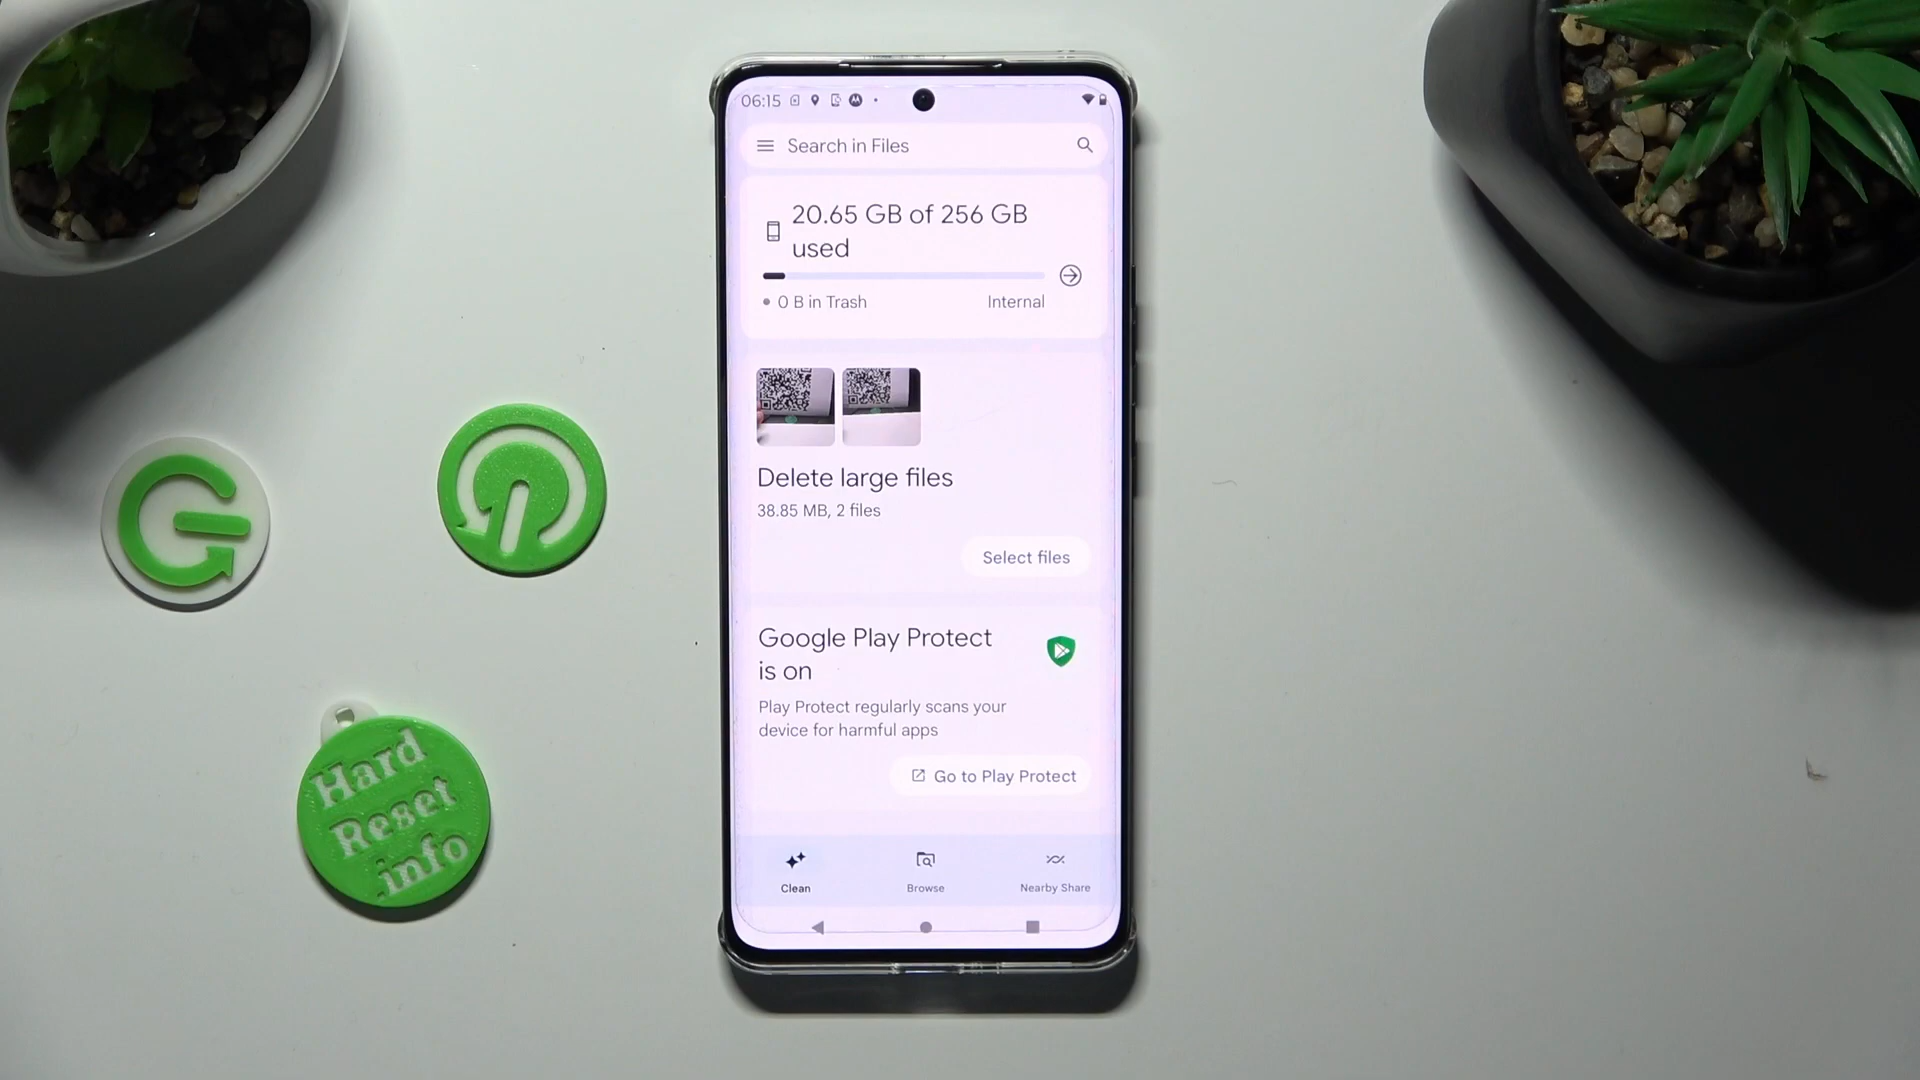 06:15
Search in Files
20.65 GB of 256 GB
used
0 B in Trash
Internal
Delete large files
38.85 MB, 2 files
Select files
Google Play Protect
is on
Play Protect regularly scans your
device for harmful apps
Go to Play Protect
Clean
Browse
Nearby Share
Hard
Reset
.info